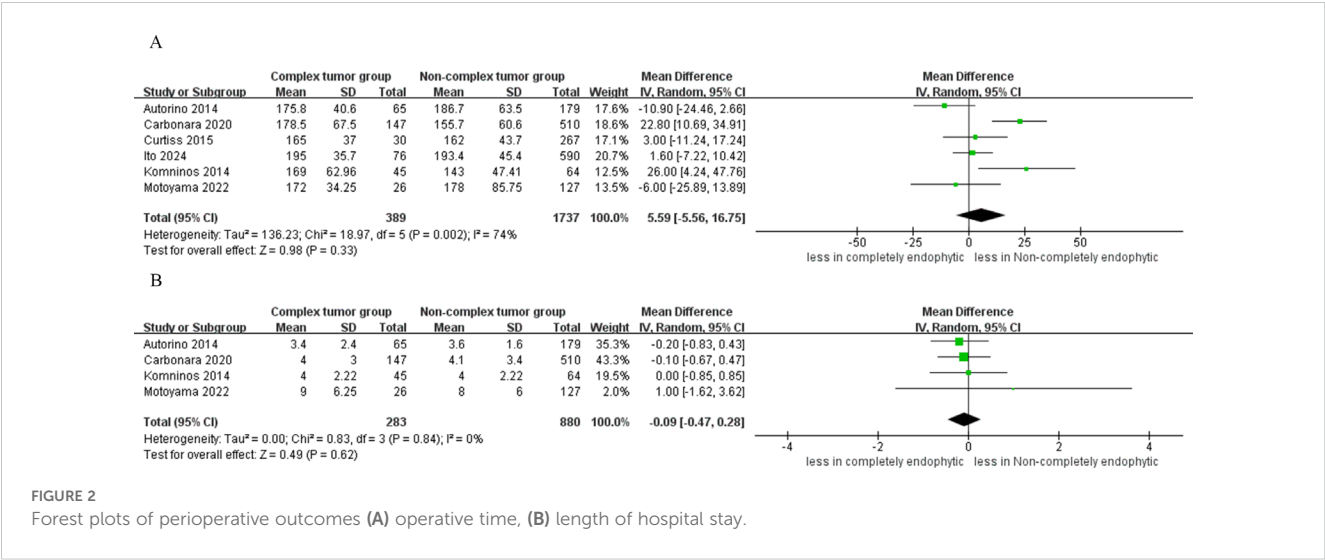 A
Complex tumor group Non-complex tumor group Mean Difference Mean Difference
Study or Subgroup Mean SD Total Mean SD Total Weight IV, Random, 95% CI IV, Random, 95% CI
Autorino 2014 175.8 40.6 65 186.7 63.5 179 17.6% -10.90 [-24.46, 2.66]
Carbonara 2020 178.5 67.5 147 155.7 60.6 510 18.6% 22.80 [10.69, 34.91]
Curtiss 2015 165 37 30 162 43.7 267 17.1% 3.00 [-11.24, 17.24]
Ito 2024 195 35.7 76 193.4 45.4 590 20.7% 1.60 [-7.22, 10.42]
Komninos 2014 169 62.96 45 143 47.41 64 12.5% 26.00 [4.24, 47.76]
Motoyama 2022 172 34.25 26 178 85.75 127 13.5% -6.00 [-25.89, 13.89]
Total (95% CI) 389 1737 100.0% 5.59 [-5.56, 16.75]
Heterogeneity: Tau² = 136.23; Chi² = 18.97, df = 5 (P = 0.002); I² = 74%
Test for overall effect: Z = 0.98 (P = 0.33)
-50 -25 0 25 50
less in completely endophytic less in Non-completely endophytic
B
Complex tumor group Non-complex tumor group Mean Difference Mean Difference
Study or Subgroup Mean SD Total Mean SD Total Weight IV, Random, 95% CI IV, Random, 95% CI
Autorino 2014 3.4 2.4 65 3.6 1.6 179 35.3% -0.20 [-0.83, 0.43]
Carbonara 2020 4 3 147 4.1 3.4 510 43.3% -0.10 [-0.67, 0.47]
Komninos 2014 4 2.22 45 4 2.22 64 19.5% 0.00 [-0.85, 0.85]
Motoyama 2022 9 6.25 26 8 6 127 2.0% 1.00 [-1.62, 3.62]
Total (95% CI) 283 880 100.0% -0.09 [-0.47, 0.28]
Heterogeneity: Tau² = 0.00; Chi² = 0.83, df = 3 (P = 0.84); I² = 0%
Test for overall effect: Z = 0.49 (P = 0.62)
-4 -2 0 2 4
less in completely endophytic less in Non-completely endophytic
FIGURE 2
Forest plots of perioperative outcomes (A) operative time, (B) length of hospital stay.